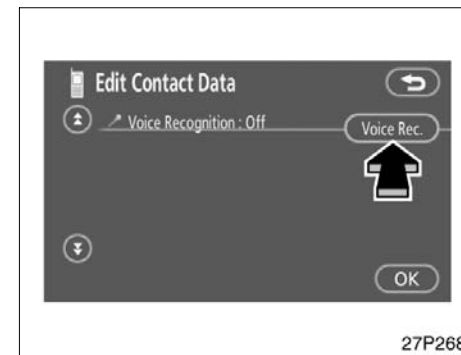 Edit Contact Data
Voice Recognition : Off
Voice Rec.
OK
27P268